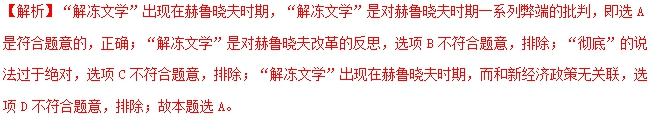 【解析】“解冻文学”出现在赫鲁晓夫时期，“解冻文学”是对赫鲁晓夫时期一系列弊端的批判，即选 A
是符合题意的，正确；“解冻文学”是对赫鲁晓夫改革的反思，选项 B 不符合题意，排除；“彻底”的说
法过于绝对，选项 C 不符合题意，排除；“解冻文学”出现在赫鲁晓夫时期，而和新经济政策无关联，选
项 D 不符合题意，排除；故本题选 A。